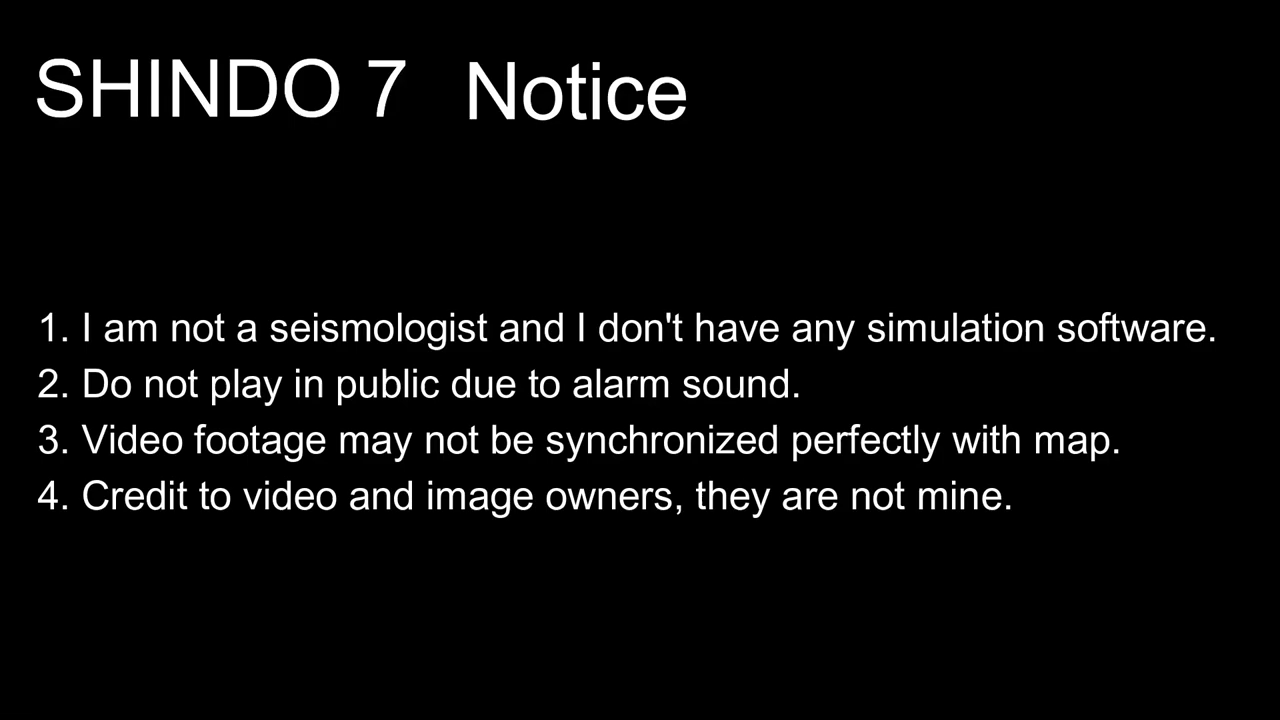 SHINDO 7 Notice
1. I am not a seismologist and I don't have any simulation software.
2. Do not play in public due to alarm sound.
3. Video footage may not be synchronized perfectly with map.
4. Credit to video and image owners, they are not mine.